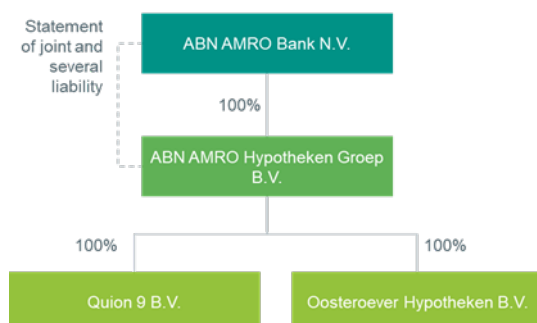 Statement
of joint and
several
liability
ABN AMRO Bank N.V.
100%
ABN AMRO Hypotheken Groep
B.V.
100%
100%
Quion 9 B.V.
Oosteroever Hypotheken B.V.